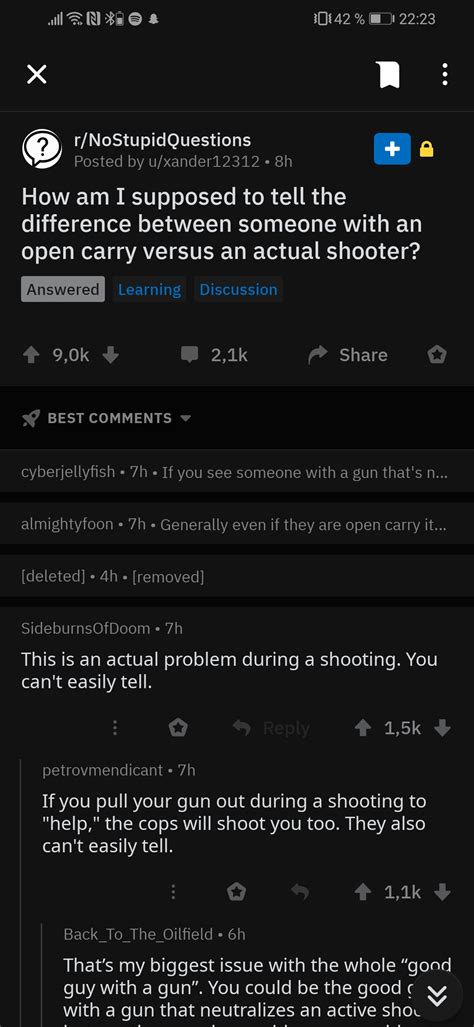 42 % 22:23
r/NoStupidQuestions
Posted by u/xander12312 • 8h
How am I supposed to tell the
difference between someone with an
open carry versus an actual shooter?
Answered Learning Discussion
9,0k 2,1k Share
BEST COMMENTS
cyberjellyfish • 7h • If you see someone with a gun that's n...
almightyfoon • 7h • Generally even if they are open carry it...
[deleted] • 4h • [removed]
SideburnsOfDoom • 7h
This is an actual problem during a shooting. You
can't easily tell.
Reply 1,5k
petrovmendicant • 7h
If you pull your gun out during a shooting to
"help," the cops will shoot you too. They also
can't easily tell.
1,1k
Back_To_The_Oilfield • 6h
That's my biggest issue with the whole “good
guy with a gun”. You could be the good
with a gun that neutralizes an active